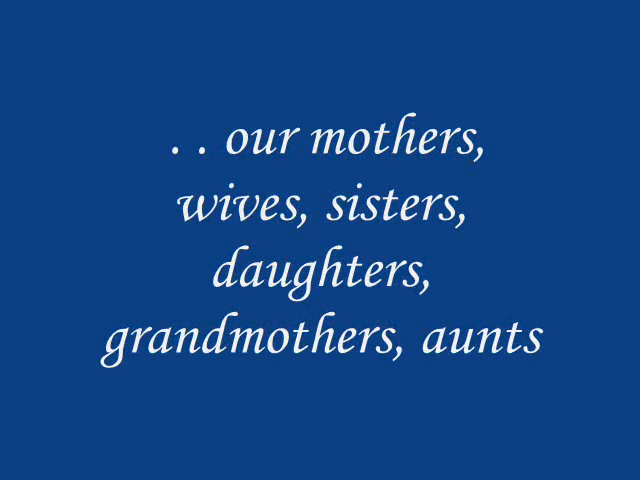 . . our mothers,
wives, sisters,
daughters,
grandmothers, aunts